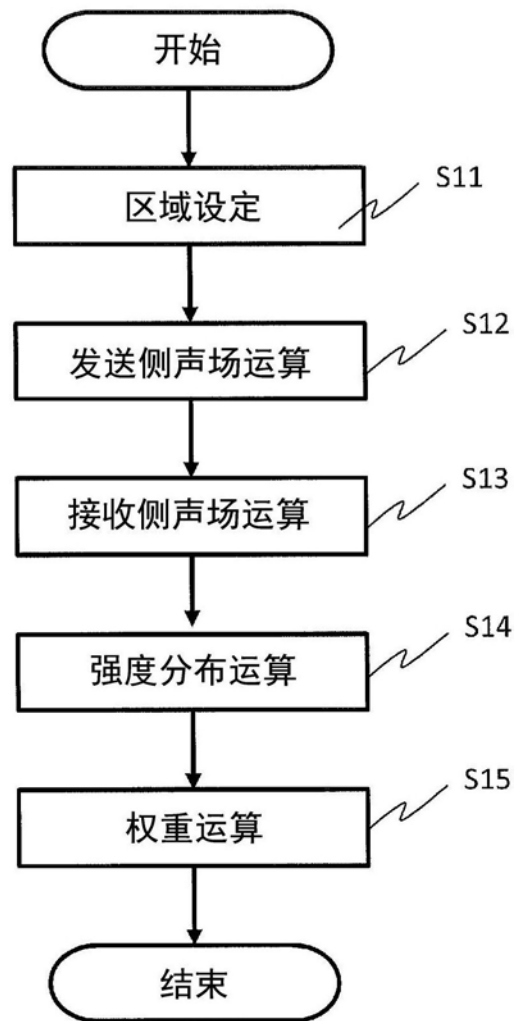 开始
区域设定
S11
发送侧声场运算
S12
接收侧声场运算
S13
强度分布运算
S14
权重运算
S15
结束